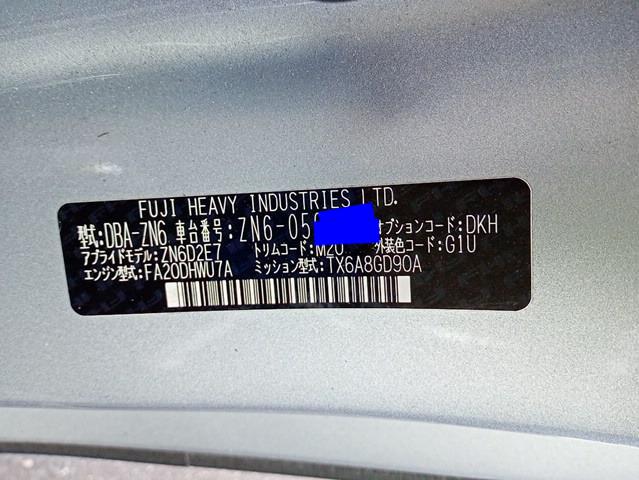 FUJI HEAVY INDUSTRIES LTD.
型式:DBA-ZN6 車台番号:ZN6-05 オプションコード:DKH
アプライドモデル:ZN6D2E7 トリムコード:M20 外装色コード:G1U
エンジン型式:FA20DHWU7A ミッション型式:TX6A8GD90A